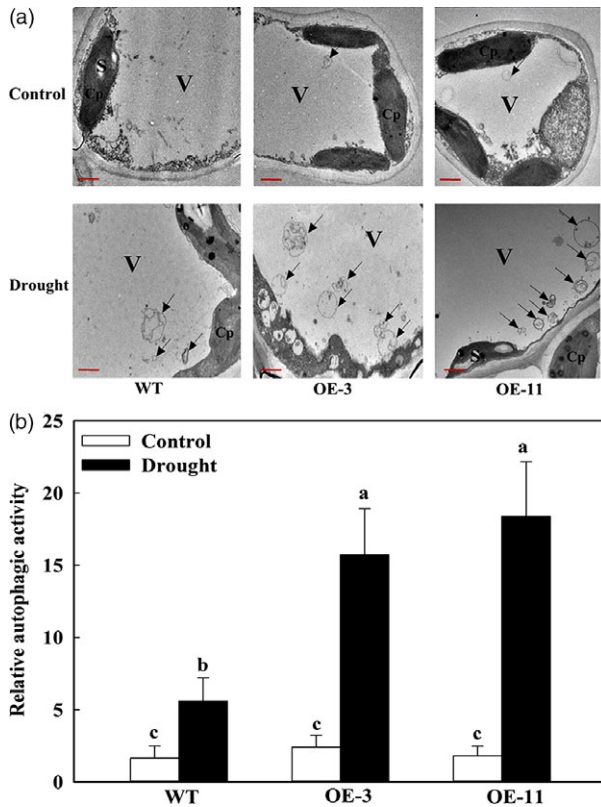 (a)
Control
S
Cp
V
V
Cp
Cp
V
Drought
V
V
V
S
Cp
WT
OE-3
OE-11
(b)
25
20
15
10
5
0
Relative autophagic activity
Control
Drought
c
b
c
a
c
a
WT
OE-3
OE-11